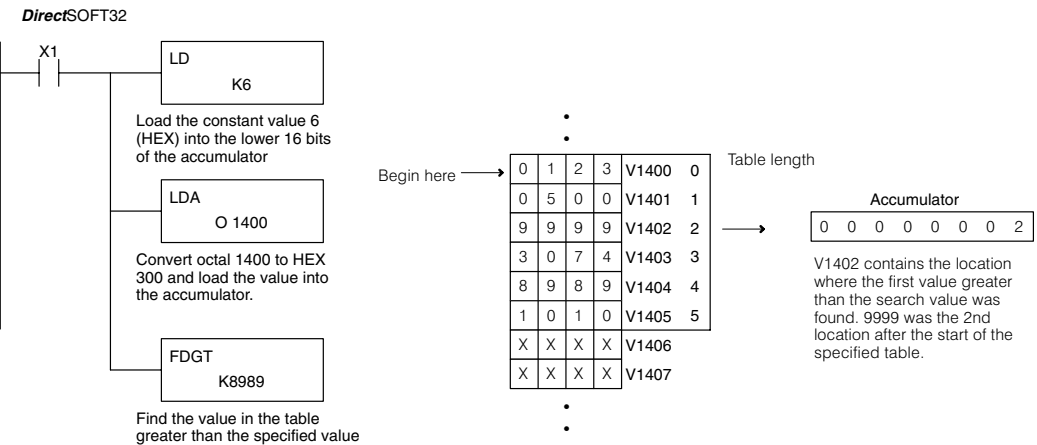 DirectSOFT32
X1
LD
K6
Load the constant value 6
(HEX) into the lower 16 bits
of the accumulator
LDA
O 1400
Convert octal 1400 to HEX
300 and load the value into
the accumulator.
FDGT
K8989
Find the value in the table
greater than the specified value
Begin here
0 1 2 3 V1400 0
0 5 0 0 V1401 1
9 9 9 9 V1402 2
3 0 7 4 V1403 3
8 9 8 9 V1404 4
1 0 1 0 V1405 5
X X X X V1406
X X X X V1407
Table length
Accumulator
0 0 0 0 0 0 0 2
V1402 contains the location
where the first value greater
than the search value was
found. 9999 was the 2nd
location after the start of the
specified table.